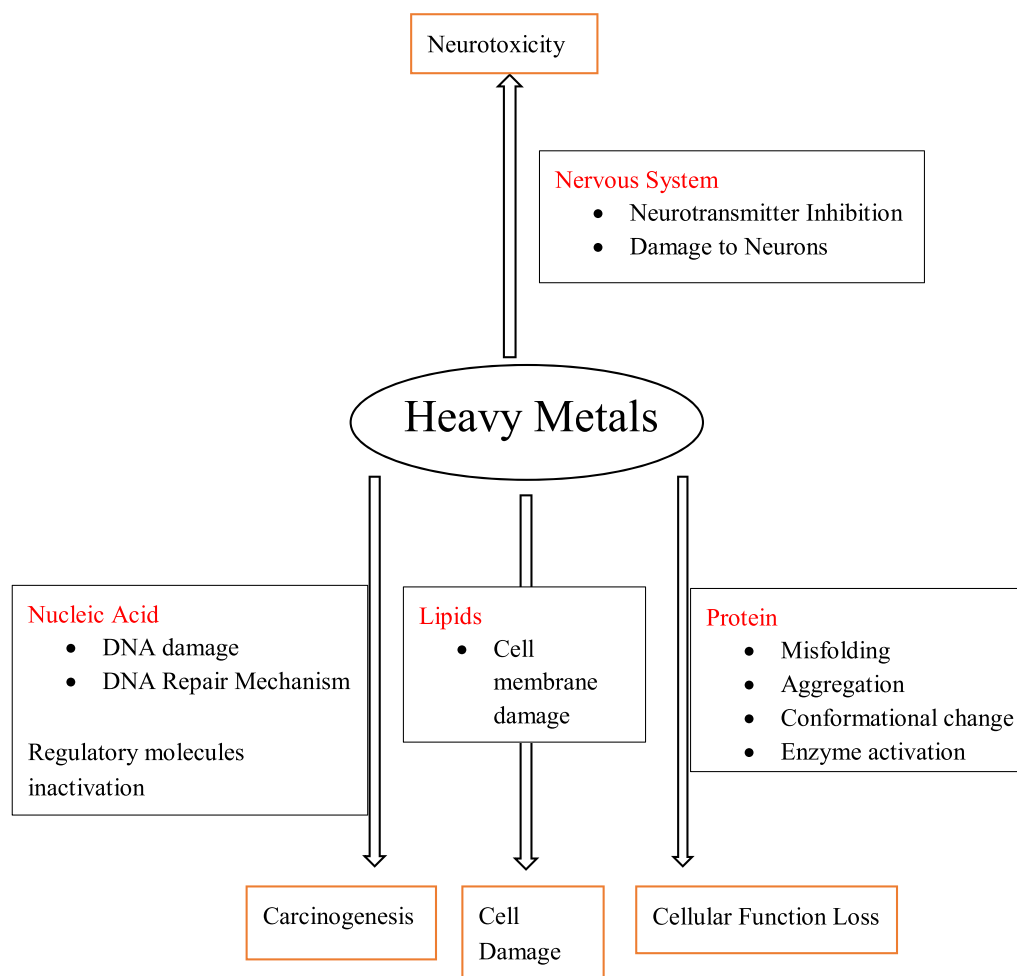 Neurotoxicity
Nervous System
• Neurotransmitter Inhibition
• Damage to Neurons
Heavy Metals
Nucleic Acid
• DNA damage
• DNA Repair Mechanism
Regulatory molecules
inactivation
Lipids
• Cell
membrane
damage
Protein
• Misfolding
• Aggregation
• Conformational change
• Enzyme activation
Carcinogenesis
Cell
Damage
Cellular Function Loss